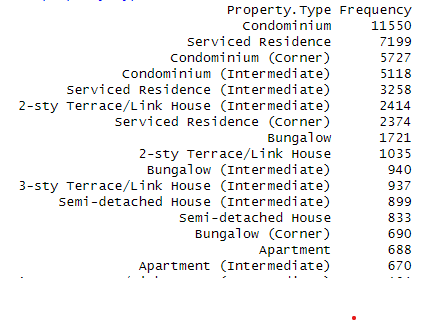 Property.Type Frequency
Condominium 11550
Serviced Residence 7199
Condominium (Corner) 5727
Condominium (Intermediate) 5118
Serviced Residence (Intermediate) 3258
2-sty Terrace/Link House (Intermediate) 2414
Serviced Residence (Corner) 2374
Bungalow 1721
2-sty Terrace/Link House 1035
Bungalow (Intermediate) 940
3-sty Terrace/Link House (Intermediate) 937
Semi-detached House (Intermediate) 899
Semi-detached House 833
Bungalow (Corner) 690
Apartment 688
Apartment (Intermediate) 670